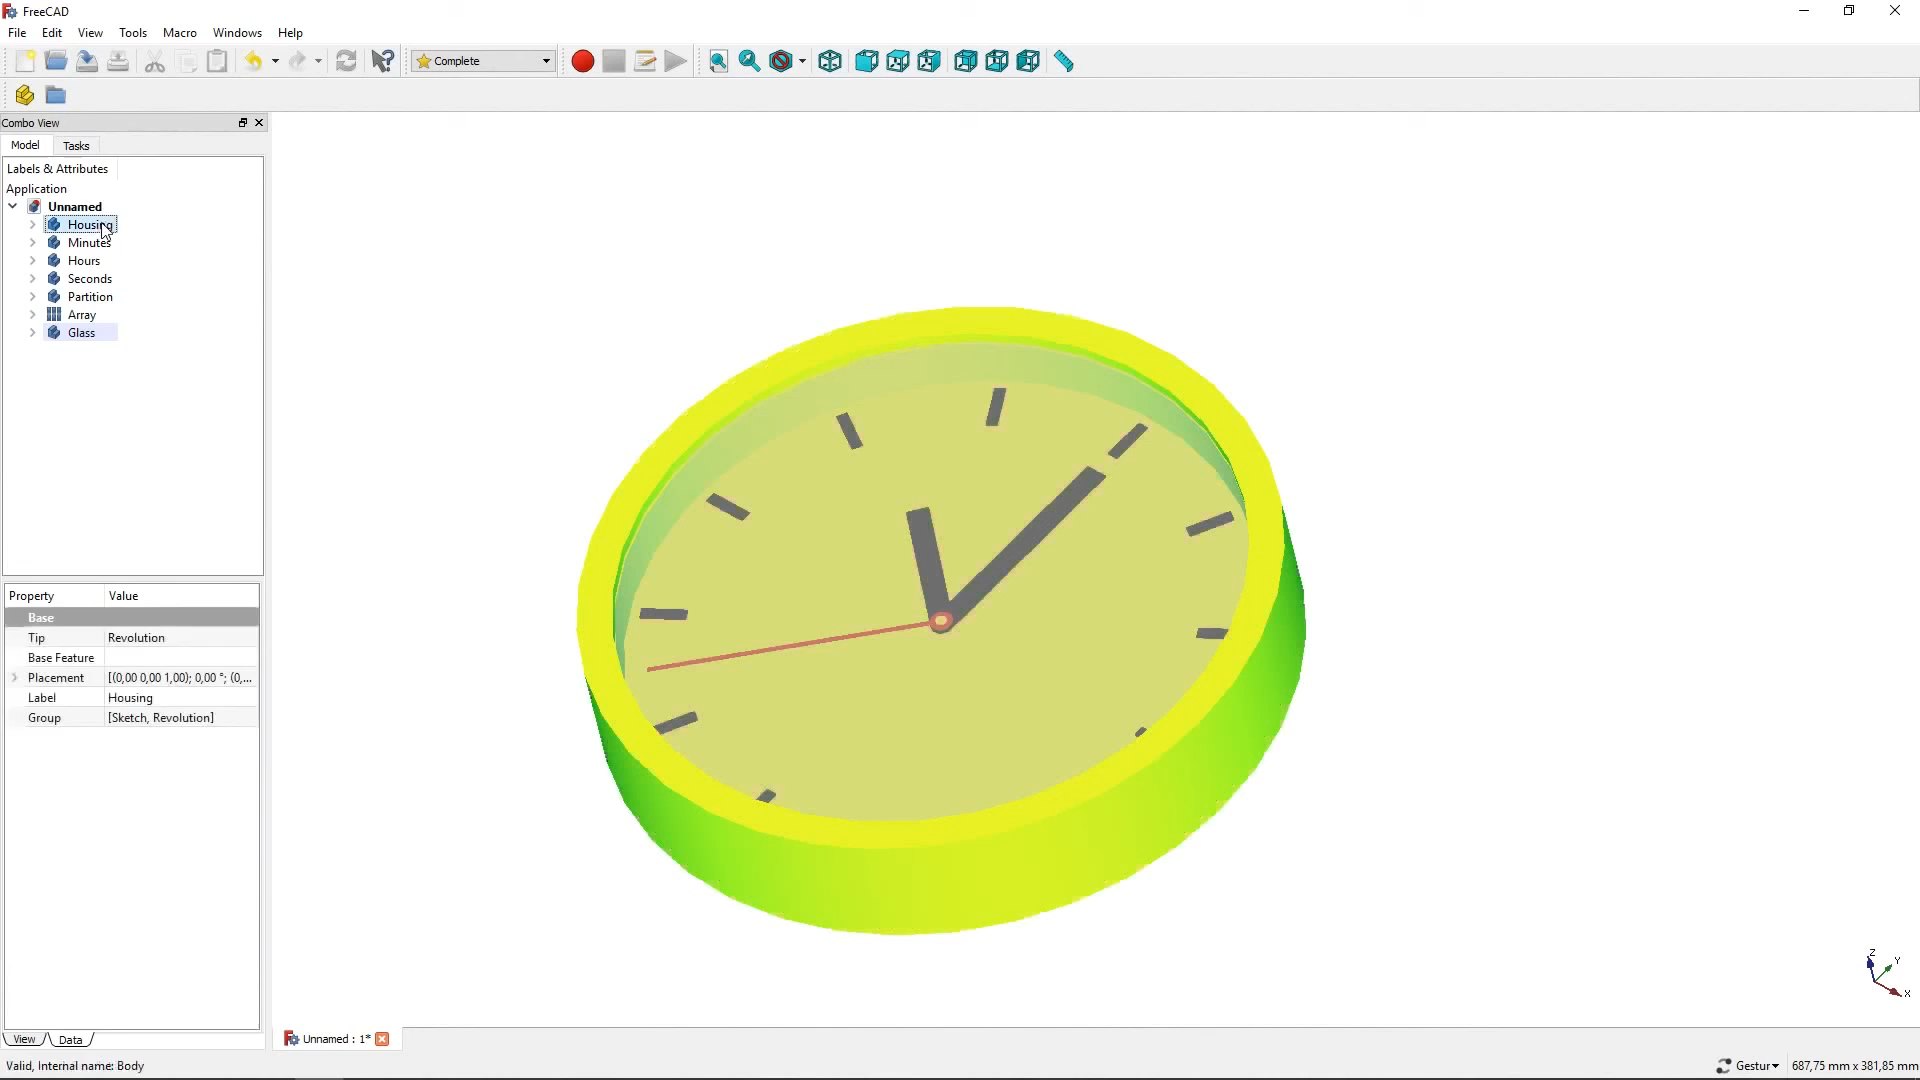 FreeCAD
File Edit View Tools Macro Windows Help
Complete
Combo View
Model Tasks
Labels & Attributes
Application
Unnamed
Housing
Minutes
Hours
Seconds
Partition
Array
Glass
Property Value
Base
Tip Revolution
Base Feature
Placement [(0,00 0,00 1,00); 0,00 °; (0,...
Label Housing
Group [Sketch, Revolution]
View Data
Unnamed : 1*
Valid, Internal name: Body
Gestur 687,75 mm x 381,85 mm
Z
Y
X